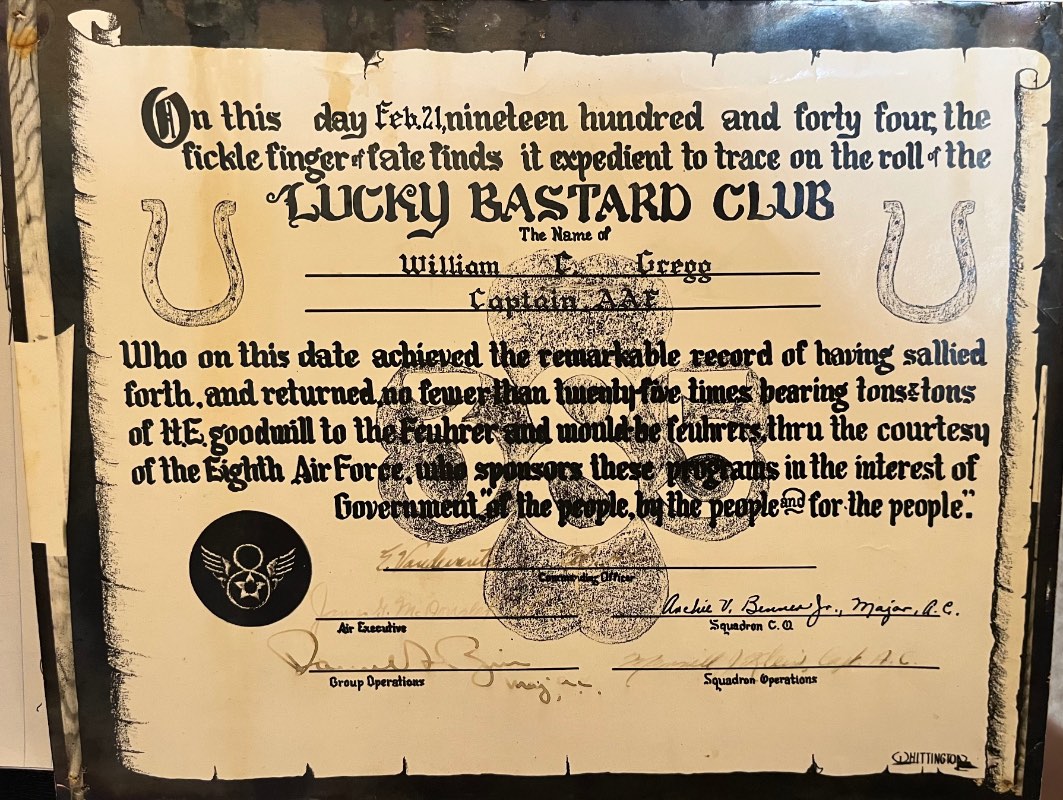 On this day Feb. 21, nineteen hundred and forty four, the
fickle finger of fate finds it expedient to trace on the roll of the
LUCKY BASTARD CLUB
The Name of
William C. Gregg
Captain, AAF
Who on this date achieved the remarkable record of having sallied
forth, and returned, no fewer than twenty-five times bearing tons & tons
of H.E. goodwill to the Feuhrer and would-be feuhrers, thru the courtesy
of the Eighth Air Force, who sponsors these programs in the interest of
Government "of the people, by the people and for the people".
385
8
Commanding Officer
Archie V. Benner Jr., Major, A.C.
Air Executive
Squadron C.O.
Maj. A.C.
Capt. A.C.
Group Operations
Squadron Operations
WHITTINGTON